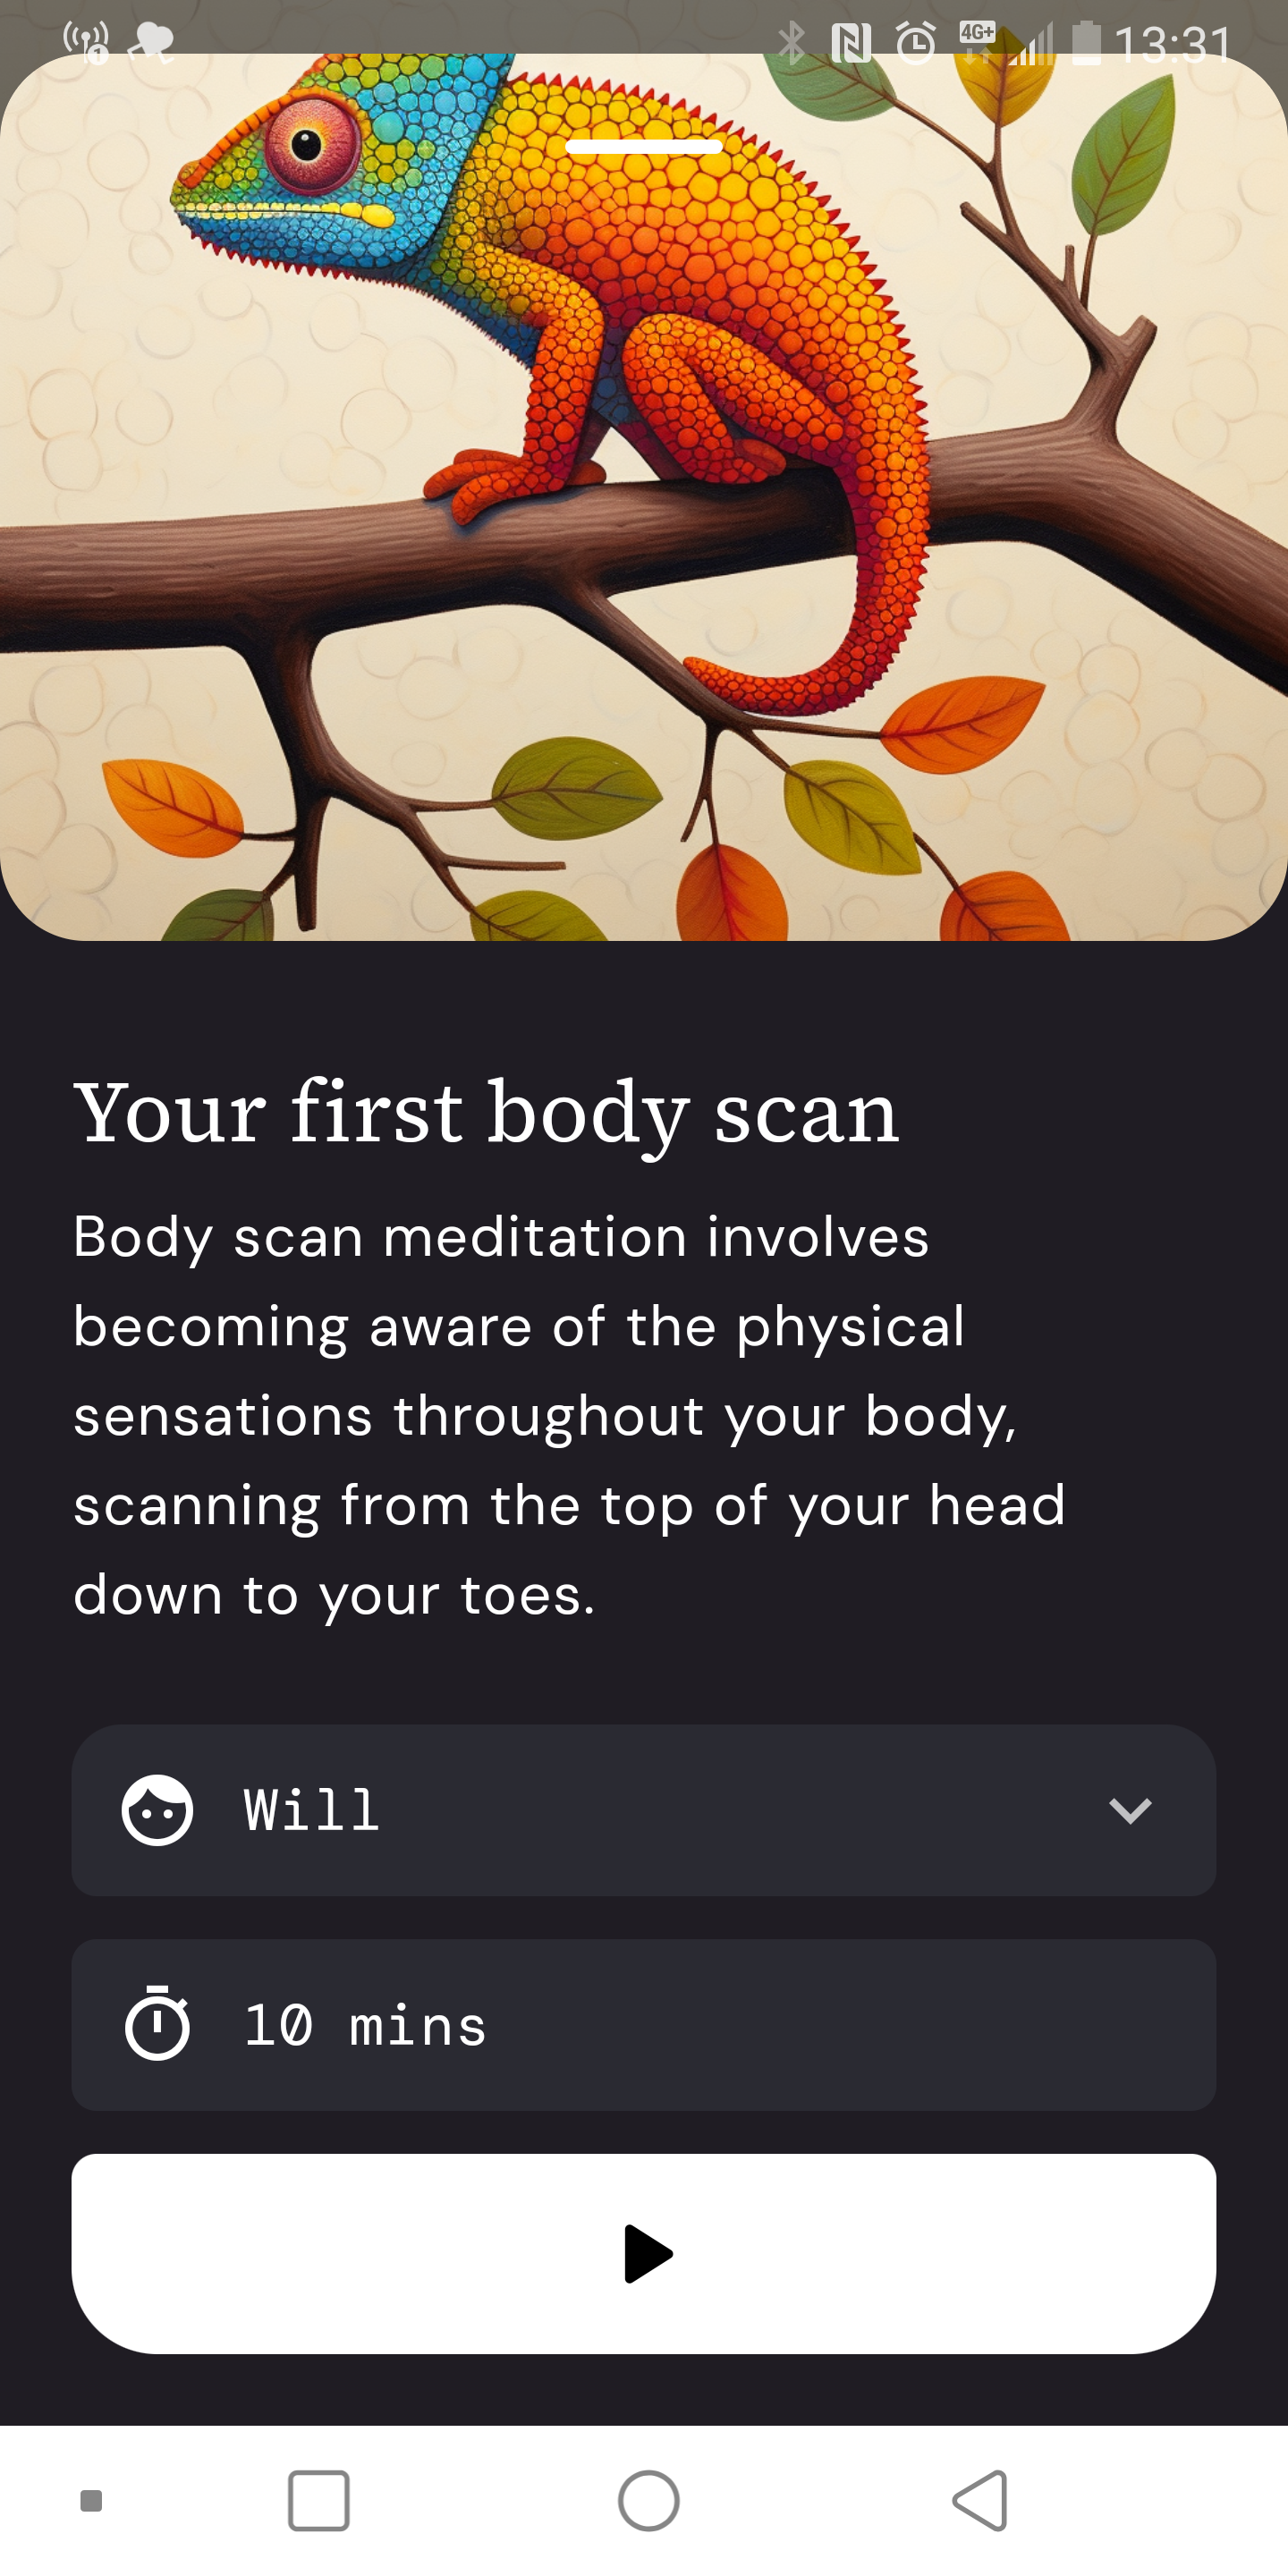 1 4G+ 13:31
Your first body scan
Body scan meditation involves
becoming aware of the physical
sensations throughout your body,
scanning from the top of your head
down to your toes.
Will
10 mins